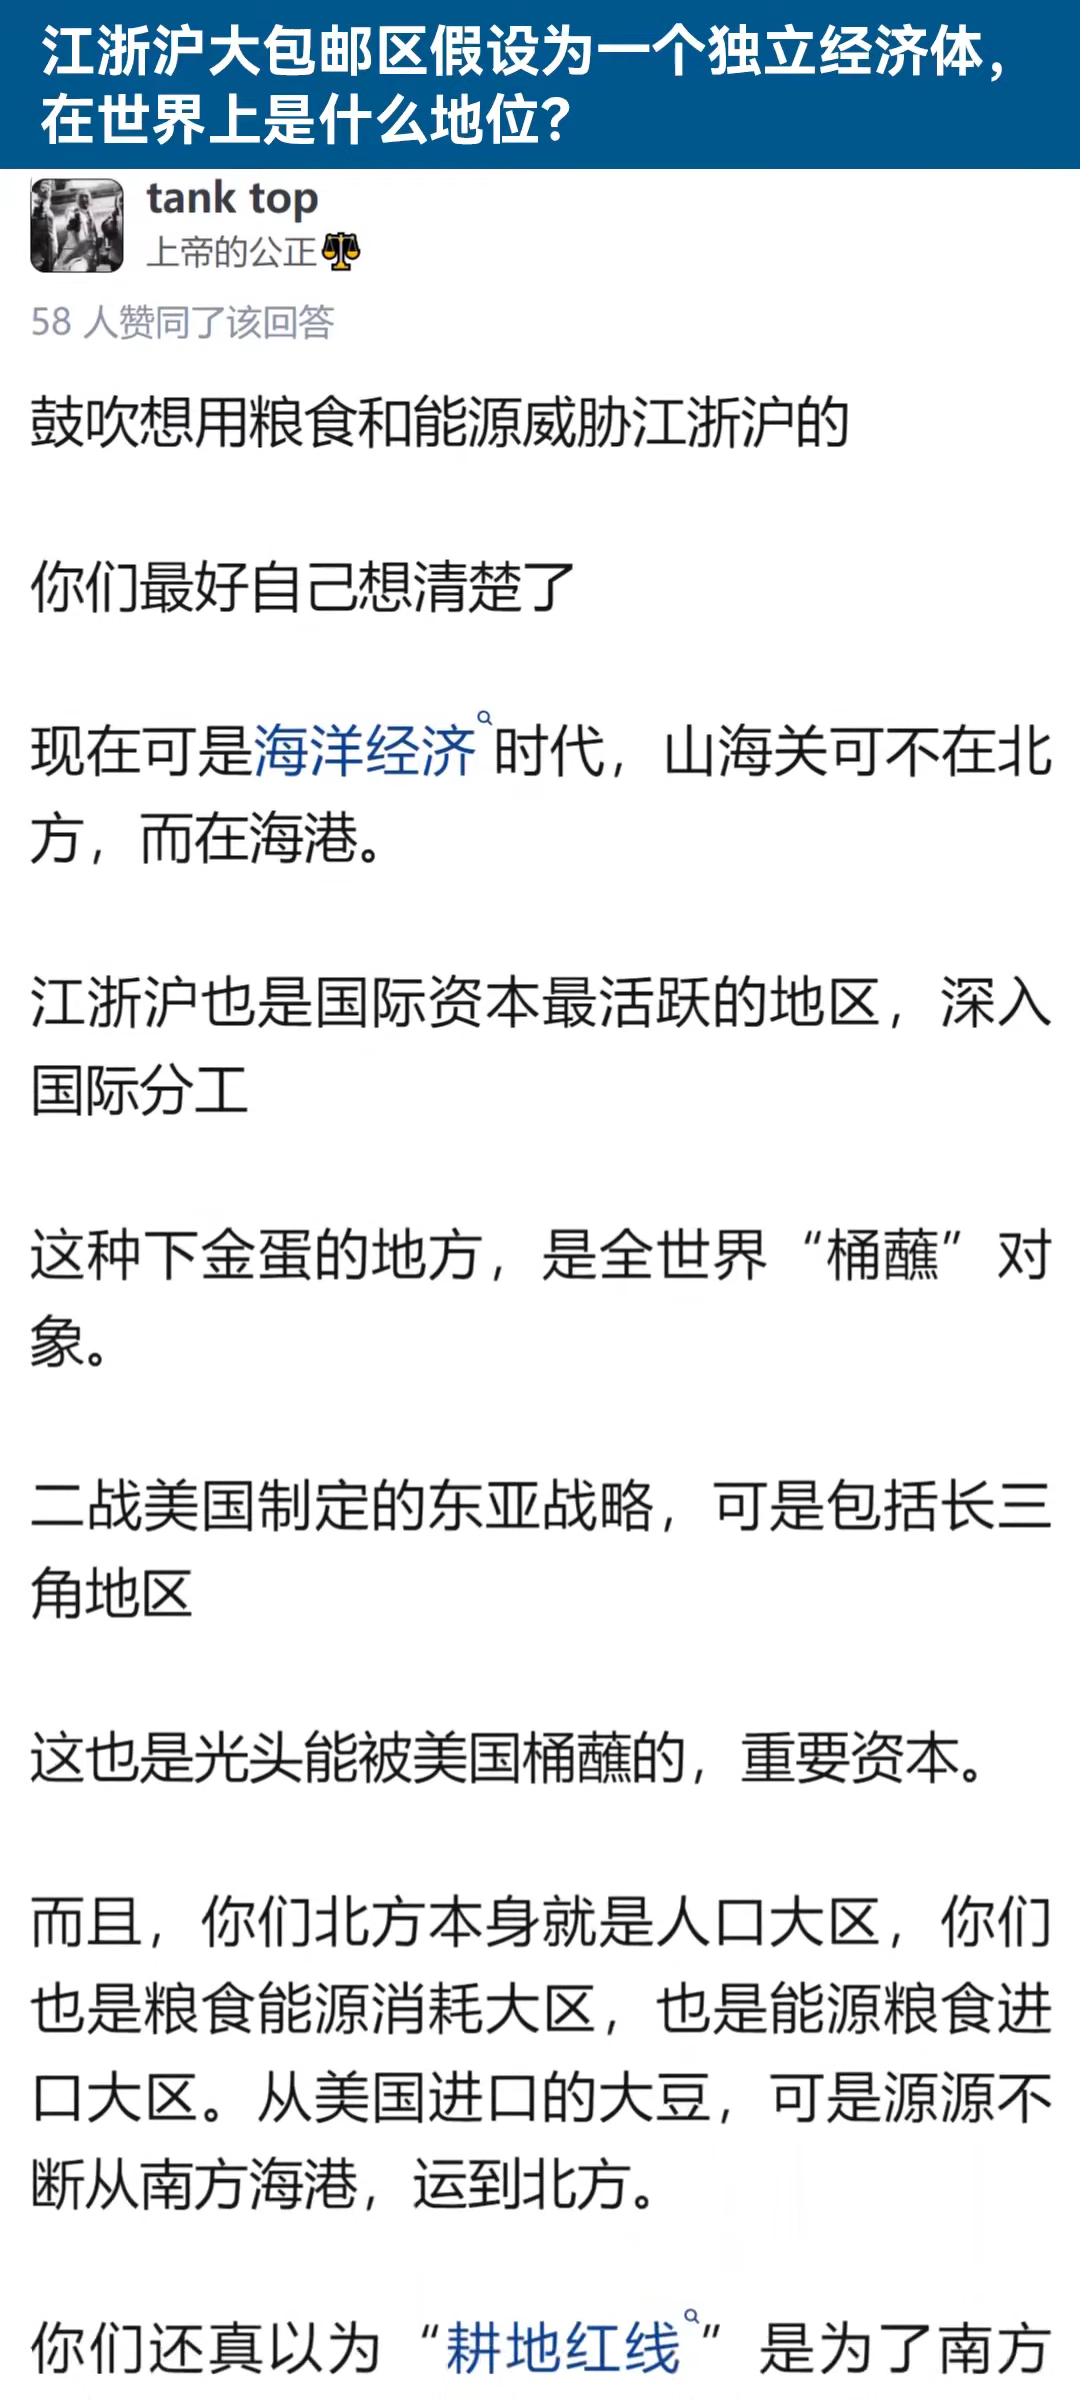 江浙沪大包邮区假设为一个独立经济体，
在世界上是什么地位？
tank top
上帝的公正
58 人赞同了该回答
鼓吹想用粮食和能源威胁江浙沪的
你们最好自己想清楚了
现在可是海洋经济时代，山海关可不在北
方，而在海港。
江浙沪也是国际资本最活跃的地区，深入
国际分工
这种下金蛋的地方，是全世界“桶蘸”对
象。
二战美国制定的东亚战略，可是包括长三
角地区
这也是光头能被美国桶蘸的，重要资本。
而且，你们北方本身就是人口大区，你们
也是粮食能源消耗大区，也是能源粮食进
口大区。从美国进口的大豆，可是源源不
断从南方海港，运到北方。
你们还真以为“耕地红线”是为了南方